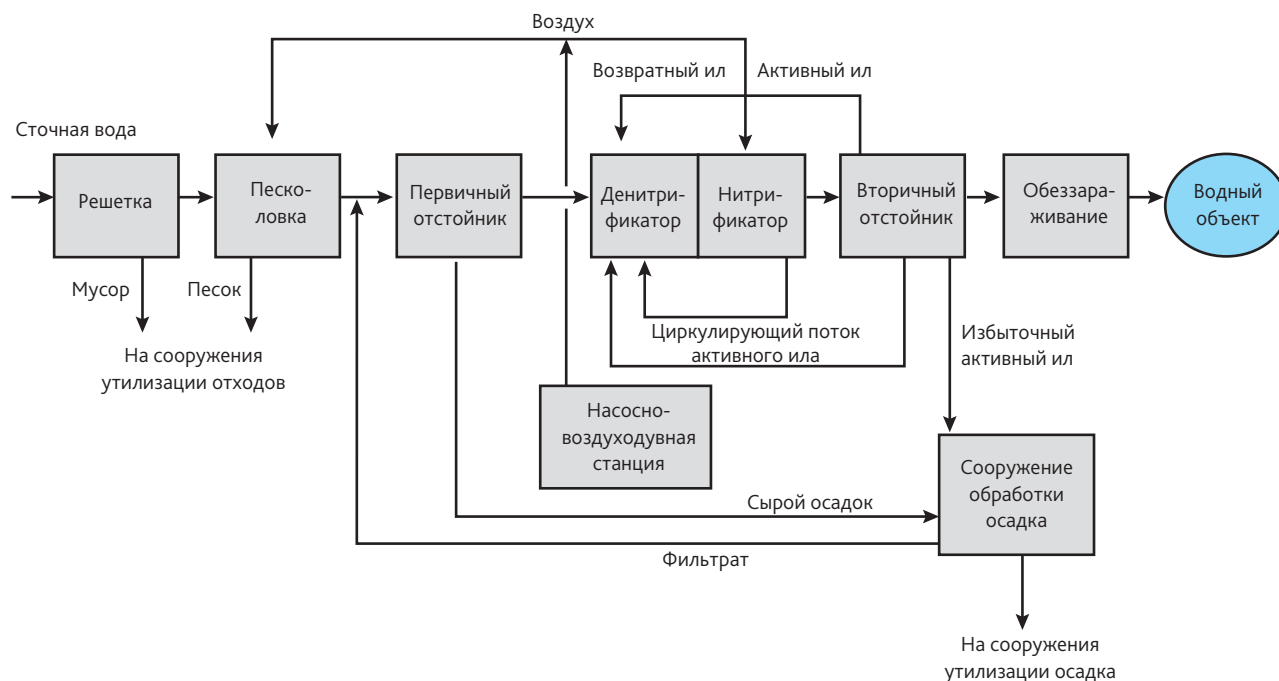 Воздух
Возвратный ил
Активный ил
Сточная вода
Решетка
Песко-
ловка
Первичный
отстойник
Денитри-
фикатор
Нитри-
фикатор
Вторичный
отстойник
Обеззара-
живание
Водный
объект
Мусор
Песок
На сооружения
утилизации отходов
Циркулирующий поток
активного ила
Избыточный
активный ил
Насосно-
воздуходувная
станция
Сооружение
обработки
осадка
Сырой осадок
Фильтрат
На сооружения
утилизации осадка